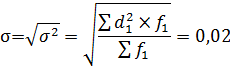 σ=√σ² = √((∑ d₁² × f₁)/(∑ f₁)) = 0,02